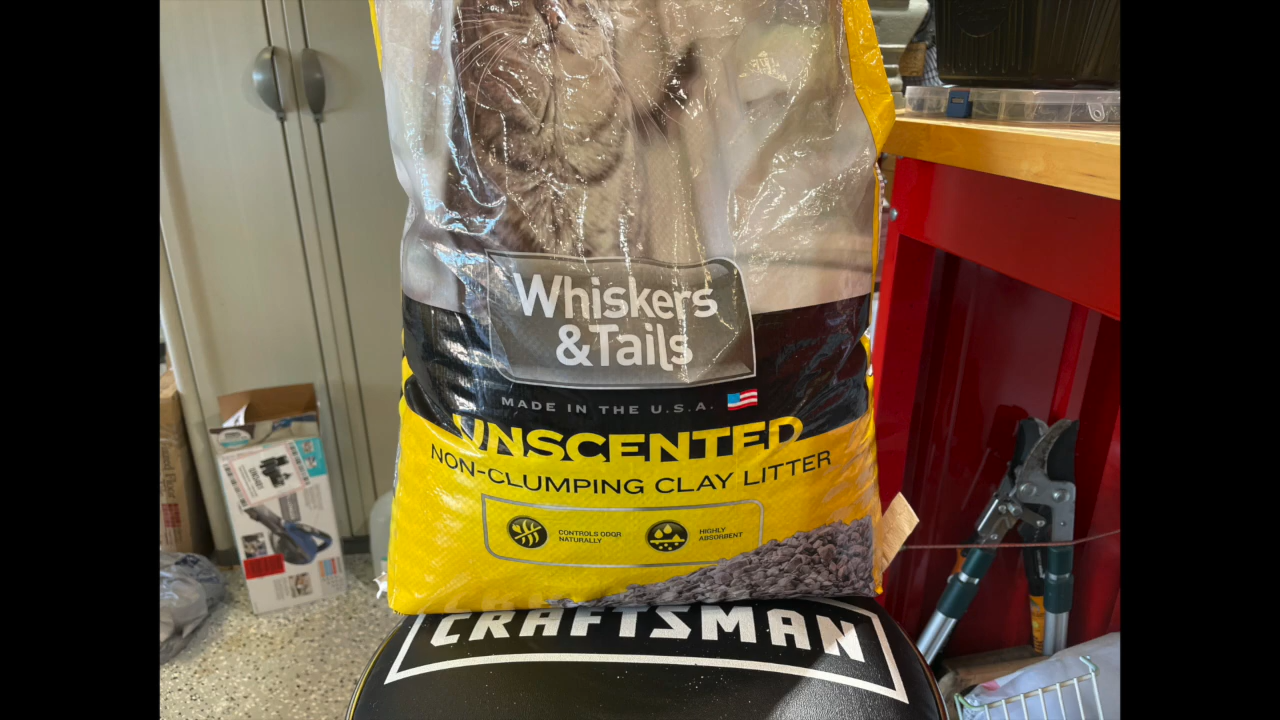 Whiskers
&Tails
MADE IN THE U.S.A.
UNSCENTED
NON-CLUMPING CLAY LITTER
CONTROLS ODOR
NATURALLY
HIGHLY
ABSORBENT
CRAFTSMAN